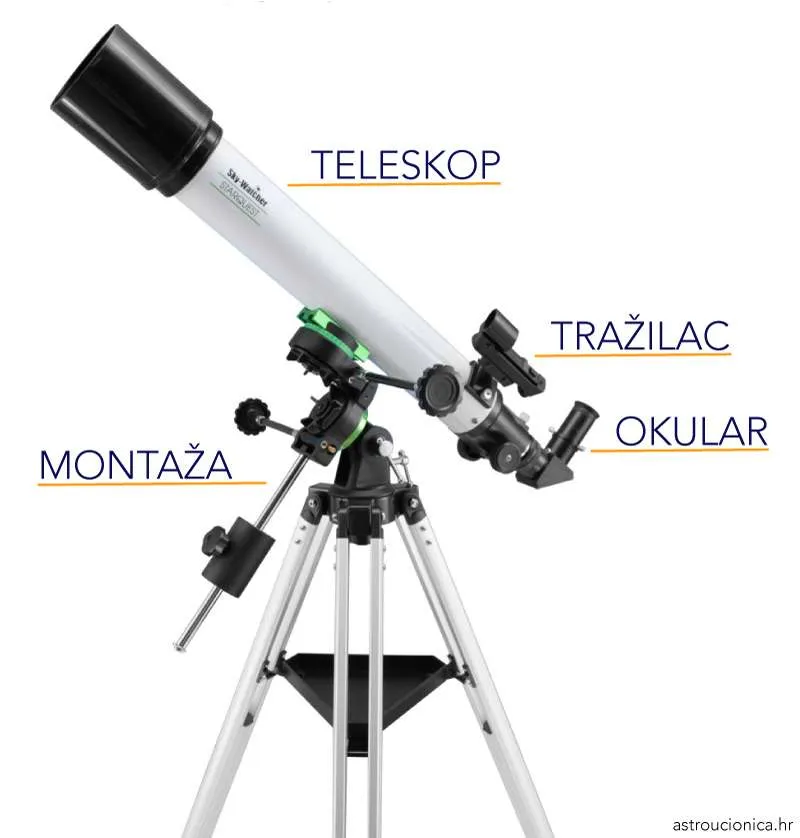 Sky-Watcher
STARQUEST
TELESKOP
TRAŽILAC
OKULAR
MONTAŽA
astroucionica.hr